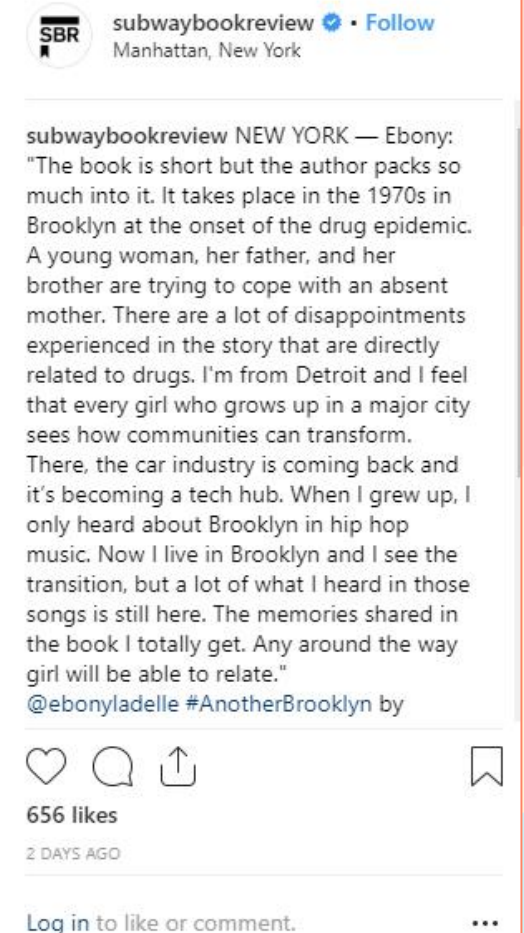 SBR
subwaybookreview • Follow
Manhattan, New York
subwaybookreview NEW YORK — Ebony:
"The book is short but the author packs so
much into it. It takes place in the 1970s in
Brooklyn at the onset of the drug epidemic.
A young woman, her father, and her
brother are trying to cope with an absent
mother. There are a lot of disappointments
experienced in the story that are directly
related to drugs. I'm from Detroit and I feel
that every girl who grows up in a major city
sees how communities can transform.
There, the car industry is coming back and
it’s becoming a tech hub. When I grew up, I
only heard about Brooklyn in hip hop
music. Now I live in Brooklyn and I see the
transition, but a lot of what I heard in those
songs is still here. The memories shared in
the book I totally get. Any around the way
girl will be able to relate."
@ebonyladelle #AnotherBrooklyn by
656 likes
2 DAYS AGO
Log in to like or comment.